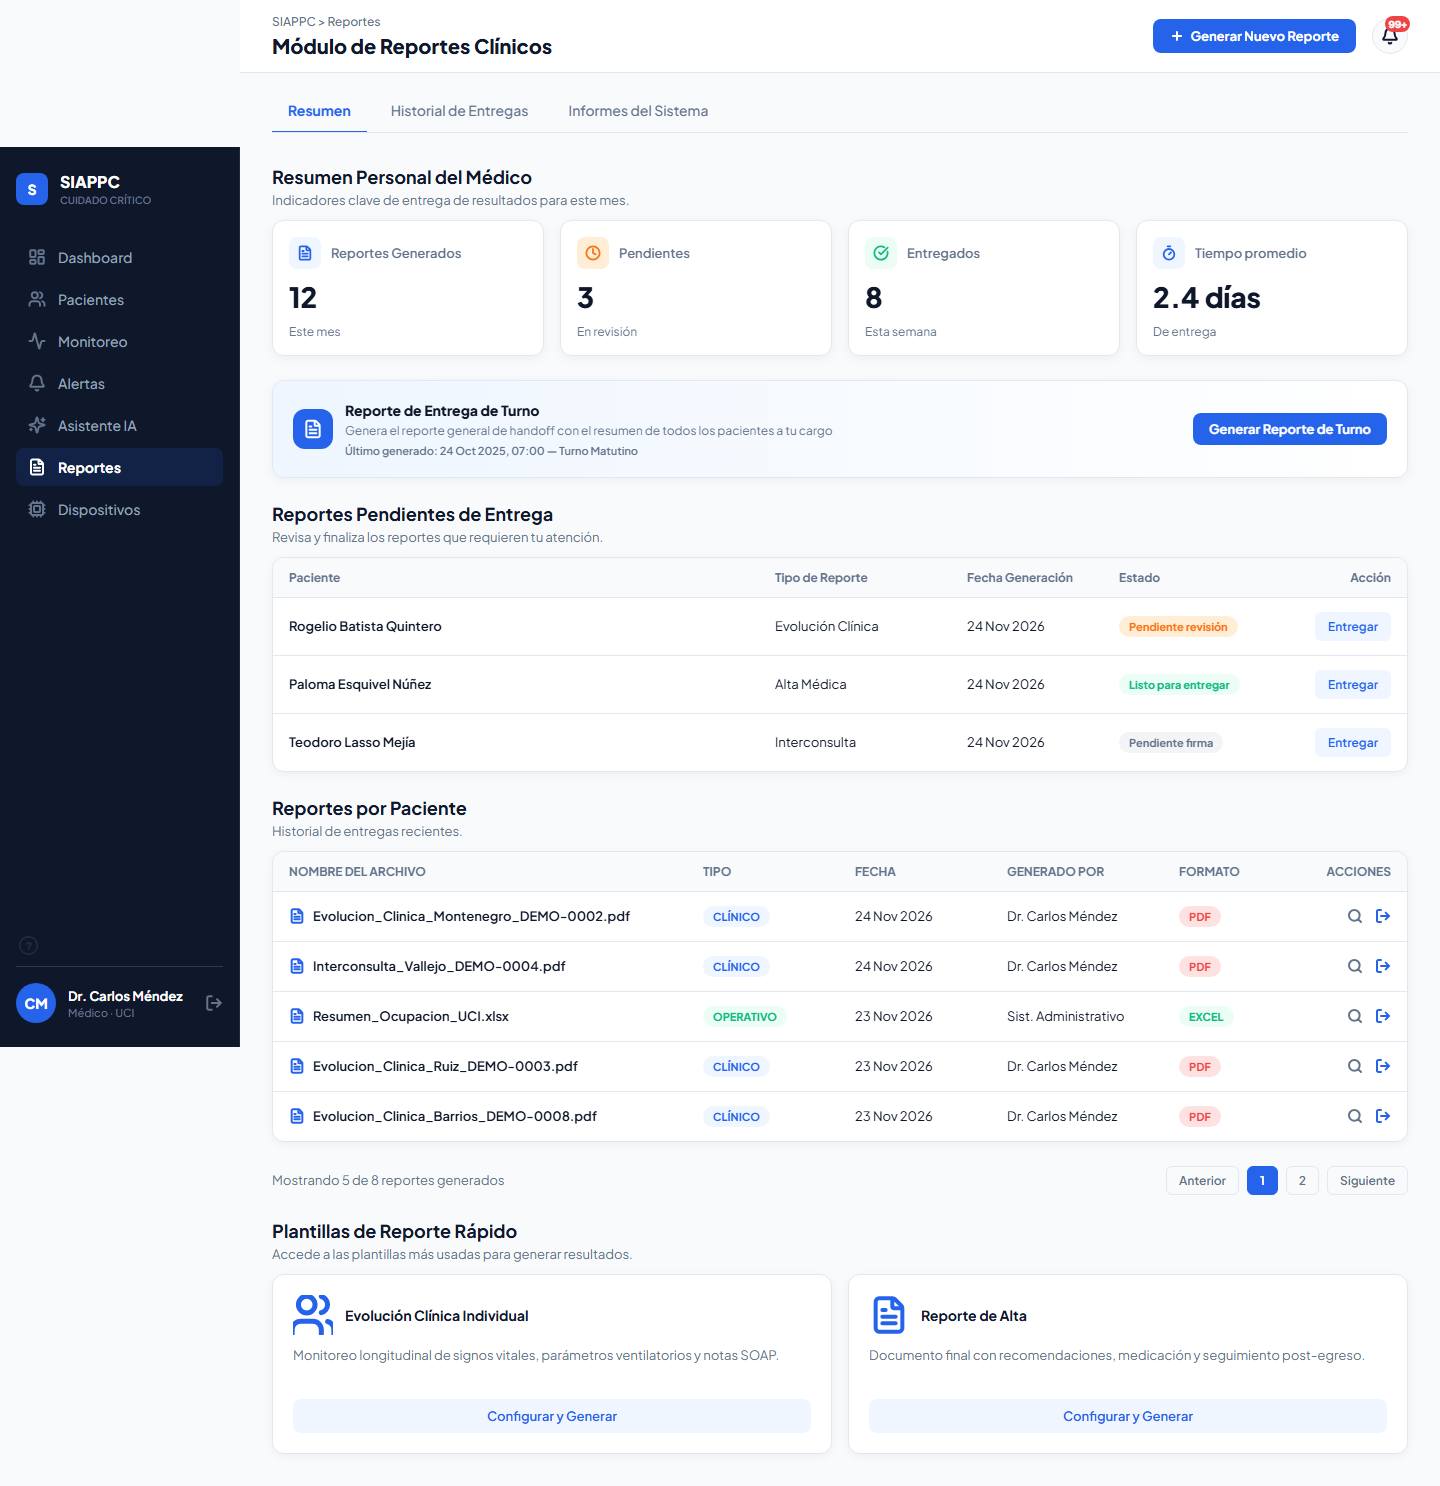 SIAPPC > Reportes
Módulo de Reportes Clínicos
+ Generar Nuevo Reporte
99+
Resumen
Historial de Entregas
Informes del Sistema
S
SIAPPC
CUIDADO CRÍTICO
Dashboard
Pacientes
Monitoreo
Alertas
Asistente IA
Reportes
Dispositivos
?
CM
Dr. Carlos Méndez
Médico · UCI
Resumen Personal del Médico
Indicadores clave de entrega de resultados para este mes.
Reportes Generados
12
Este mes
Pendientes
3
En revisión
Entregados
8
Esta semana
Tiempo promedio
2.4 días
De entrega
Reporte de Entrega de Turno
Genera el reporte general de handoff con el resumen de todos los pacientes a tu cargo
Último generado: 24 Oct 2025, 07:00 — Turno Matutino
Generar Reporte de Turno
Reportes Pendientes de Entrega
Revisa y finaliza los reportes que requieren tu atención.
Paciente Tipo de Reporte Fecha Generación Estado Acción
Rogelio Batista Quintero Evolución Clínica 24 Nov 2026 Pendiente revisión Entregar
Paloma Esquivel Núñez Alta Médica 24 Nov 2026 Listo para entregar Entregar
Teodoro Lasso Mejía Interconsulta 24 Nov 2026 Pendiente firma Entregar
Reportes por Paciente
Historial de entregas recientes.
NOMBRE DEL ARCHIVO TIPO FECHA GENERADO POR FORMATO ACCIONES
Evolucion_Clinica_Montenegro_DEMO-0002.pdf CLÍNICO 24 Nov 2026 Dr. Carlos Méndez PDF
Interconsulta_Vallejo_DEMO-0004.pdf CLÍNICO 24 Nov 2026 Dr. Carlos Méndez PDF
Resumen_Ocupacion_UCI.xlsx OPERATIVO 23 Nov 2026 Sist. Administrativo EXCEL
Evolucion_Clinica_Ruiz_DEMO-0003.pdf CLÍNICO 23 Nov 2026 Dr. Carlos Méndez PDF
Evolucion_Clinica_Barrios_DEMO-0008.pdf CLÍNICO 23 Nov 2026 Dr. Carlos Méndez PDF
Mostrando 5 de 8 reportes generados
Anterior 1 2 Siguiente
Plantillas de Reporte Rápido
Accede a las plantillas más usadas para generar resultados.
Evolución Clínica Individual
Monitoreo longitudinal de signos vitales, parámetros ventilatorios y notas SOAP.
Configurar y Generar
Reporte de Alta
Documento final con recomendaciones, medicación y seguimiento post-egreso.
Configurar y Generar